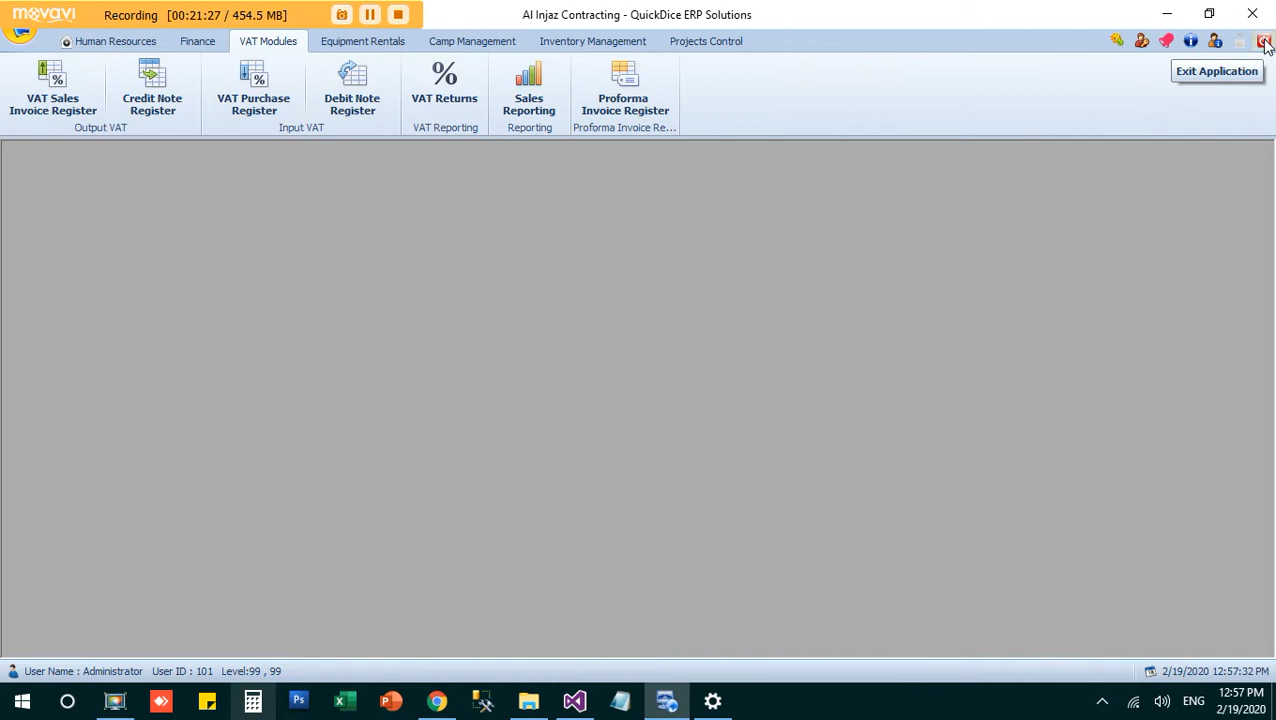 movavi
Recording [00:21:27 / 454.5 MB]
Al Injaz Contracting - QuickDice ERP Solutions
Human Resources
Finance
VAT Modules
Equipment Rentals
Camp Management
Inventory Management
Projects Control
Exit Application
VAT Sales
Invoice Register
Credit Note
Register
VAT Purchase
Register
Debit Note
Register
VAT Returns
Sales
Reporting
Proforma
Invoice Register
Output VAT
Input VAT
VAT Reporting
Reporting
Proforma Invoice Re...
User Name : Administrator
User ID : 101
Level:99 , 99
2/19/2020 12:57:32 PM
Ps
ENG
12:57 PM
2/19/2020